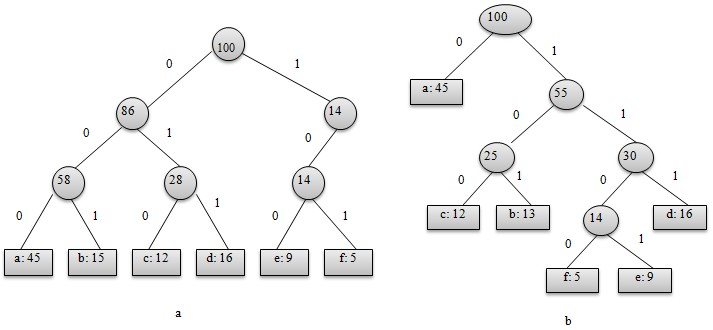 100
0 1
86 14
0 1 0
58 28 14
0 1 0 1 0 1
a: 45 b: 15 c: 12 d: 16 e: 9 f: 5
a
100
0 1
a: 45 55
0 1
25 30
0 1 0 1
c: 12 b: 13 14 d: 16
0 1
f: 5 e: 9
b